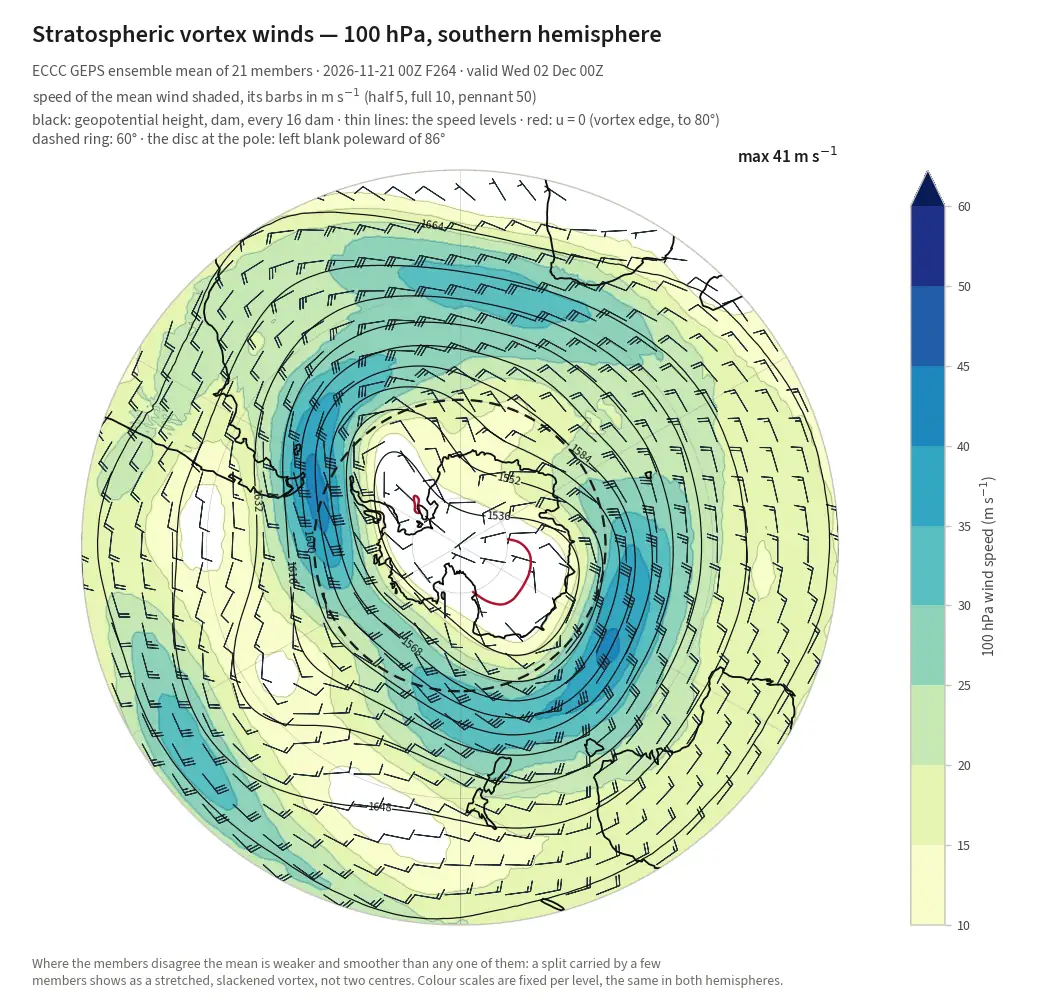 Stratospheric vortex winds — 100 hPa, southern hemisphere
ECCC GEPS ensemble mean of 21 members · 2026-11-21 00Z F264 · valid Wed 02 Dec 00Z
speed of the mean wind shaded, its barbs in m s⁻¹ (half 5, full 10, pennant 50)
black: geopotential height, dam, every 16 dam · thin lines: the speed levels · red: u = 0 (vortex edge, to 80°)
dashed ring: 60° · the disc at the pole: left blank poleward of 86°
max 41 m s⁻¹
1664
1584
1552
1536
1632
1600
1616
1568
1648
60
50
45
40
35
30
25
20
15
10
100 hPa wind speed (m s⁻¹)
Where the members disagree the mean is weaker and smoother than any one of them: a split carried by a few
members shows as a stretched, slackened vortex, not two centres. Colour scales are fixed per level, the same in both hemispheres.